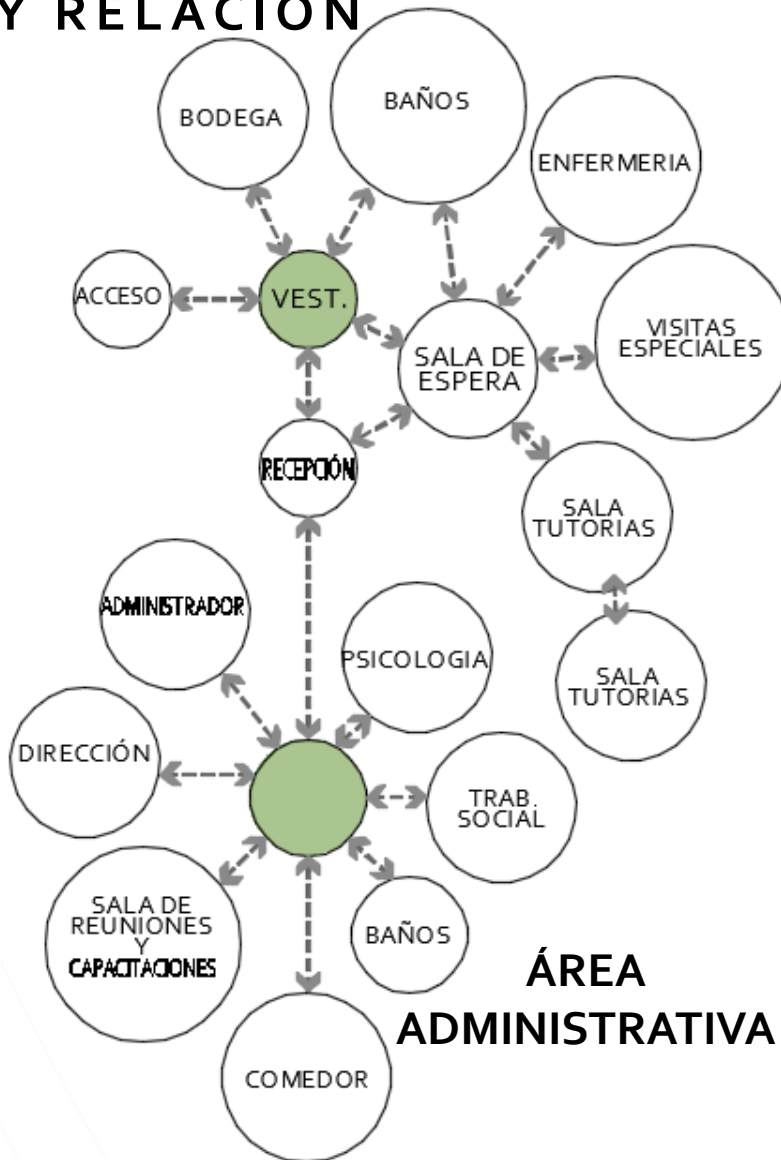 Y RELACIÓN
BODEGA
BAÑOS
ENFERMERIA
ACCESO
VEST.
SALA DE
ESPERA
VISITAS
ESPECIALES
RECEPCIÓN
SALA
TUTORIAS
ADMINISTRADOR
PSICOLOGIA
SALA
TUTORIAS
DIRECCIÓN
TRAB.
SOCIAL
SALA DE
REUNIONES
Y
CAPACITACIONES
BAÑOS
ÁREA
ADMINISTRATIVA
COMEDOR